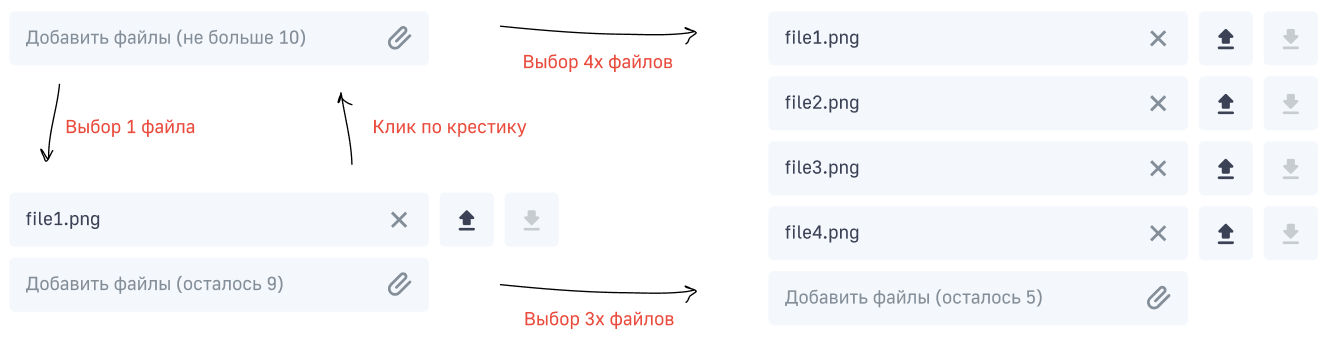 Добавить файлы (не больше 10)
Выбор 4х файлов
Выбор 1 файла
Клик по крестику
file1.png
Добавить файлы (осталось 9)
Выбор 3х файлов
file1.png
file2.png
file3.png
file4.png
Добавить файлы (осталось 5)